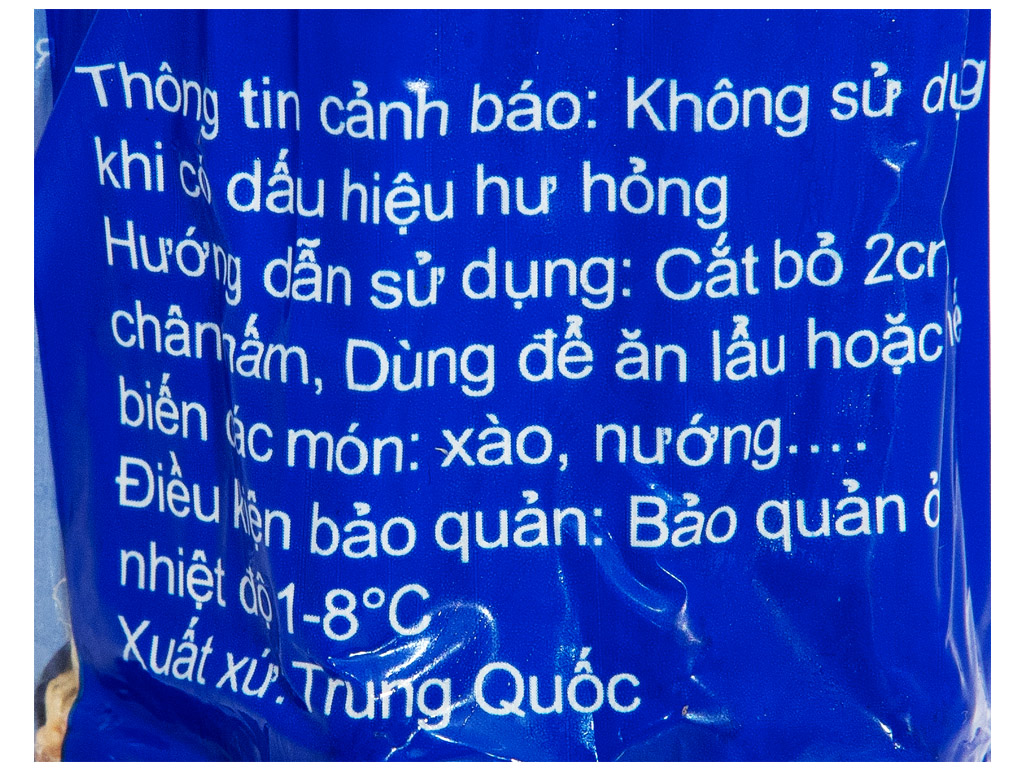 Thông tin cảnh báo: Không sử dụng
khi có dấu hiệu hư hỏng
Hướng dẫn sử dụng: Cắt bỏ 2cm
chân nấm, Dùng để ăn lẩu hoặc
biến các món: xào, nướng....
Điều kiện bảo quản: Bảo quản ở
nhiệt độ 1-8°C
Xuất xứ: Trung Quốc